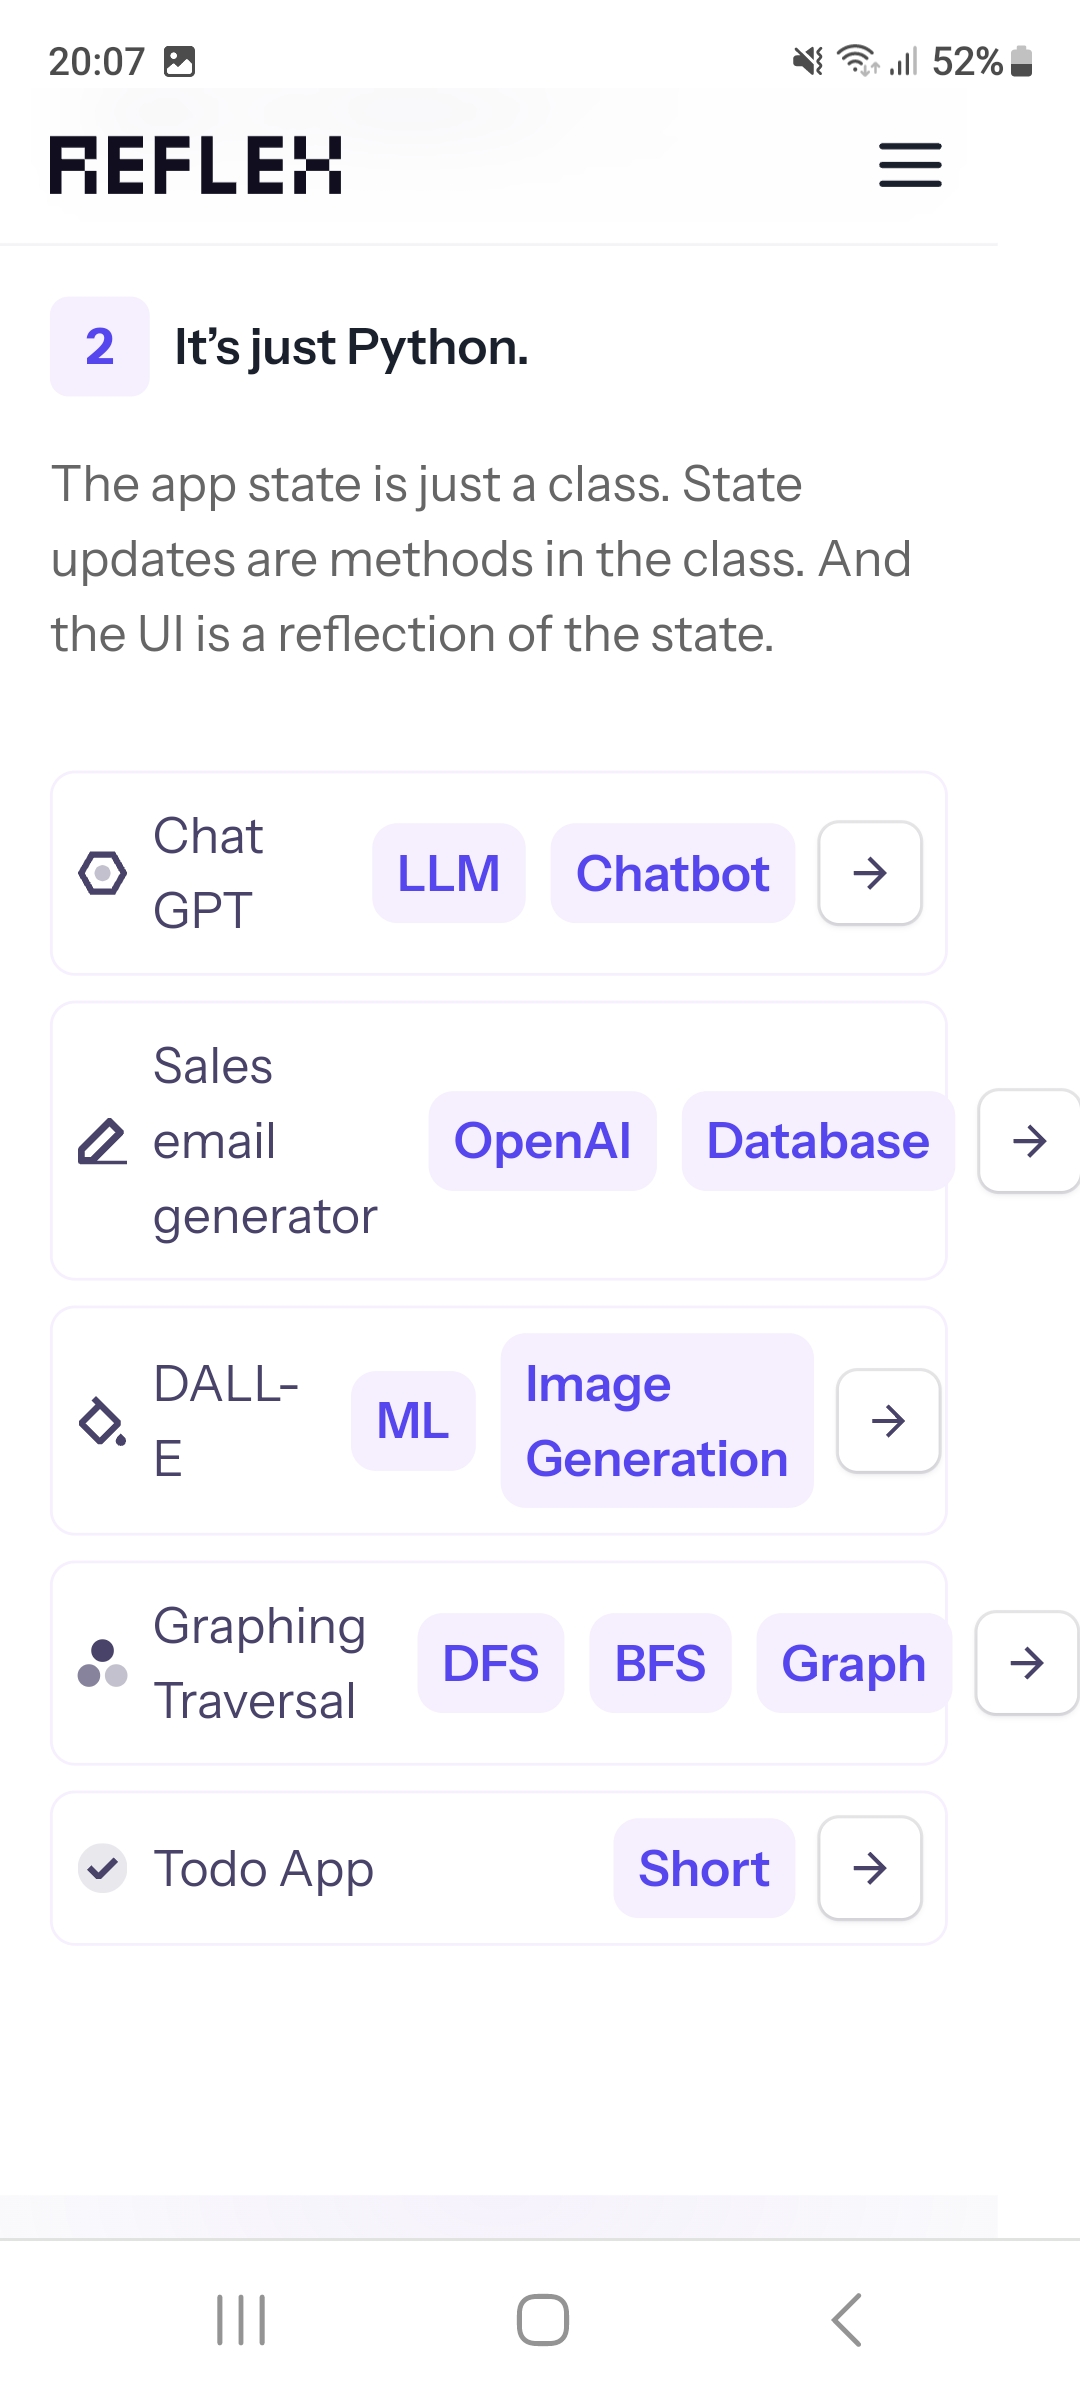 20:07
52%
REFLEX
2
It’s just Python.
The app state is just a class. State
updates are methods in the class. And
the UI is a reflection of the state.
Chat
GPT
LLM
Chatbot
Sales
email
generator
OpenAI
Database
DALL-
E
ML
Image
Generation
Graphing
Traversal
DFS
BFS
Graph
Todo App
Short